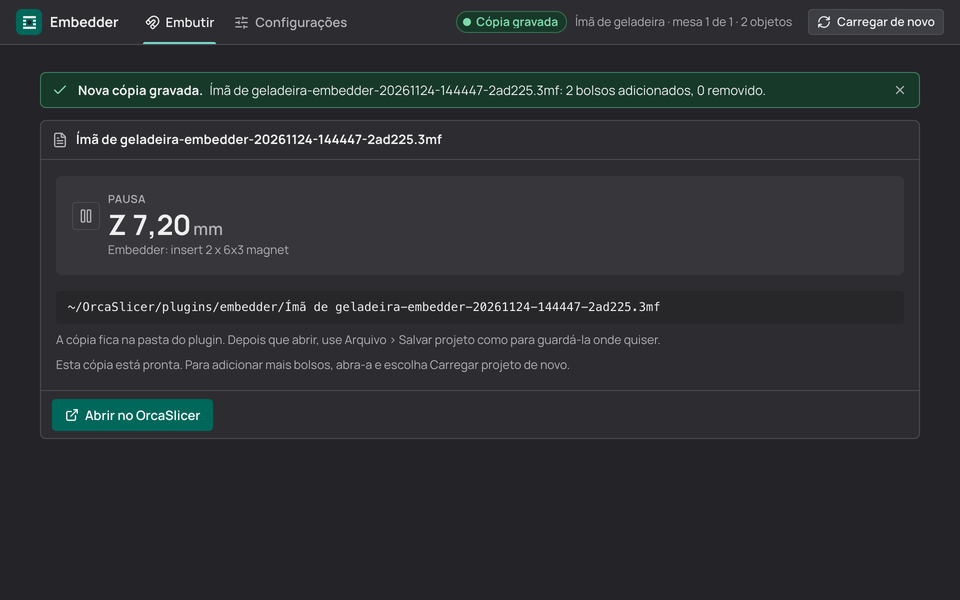 Embedder
Embutir
Configurações
Cópia gravada
Ímã de geladeira · mesa 1 de 1 · 2 objetos
Carregar de novo
Nova cópia gravada. Ímã de geladeira-embedder-20261124-144447-2ad225.3mf: 2 bolsos adicionados, 0 removido.
Ímã de geladeira-embedder-20261124-144447-2ad225.3mf
PAUSA
Z 7,20 mm
Embedder: insert 2 x 6x3 magnet
~/OrcaSlicer/plugins/embedder/Ímã de geladeira-embedder-20261124-144447-2ad225.3mf
A cópia fica na pasta do plugin. Depois que abrir, use Arquivo > Salvar projeto como para guardá-la onde quiser.
Esta cópia está pronta. Para adicionar mais bolsos, abra-a e escolha Carregar projeto de novo.
Abrir no OrcaSlicer